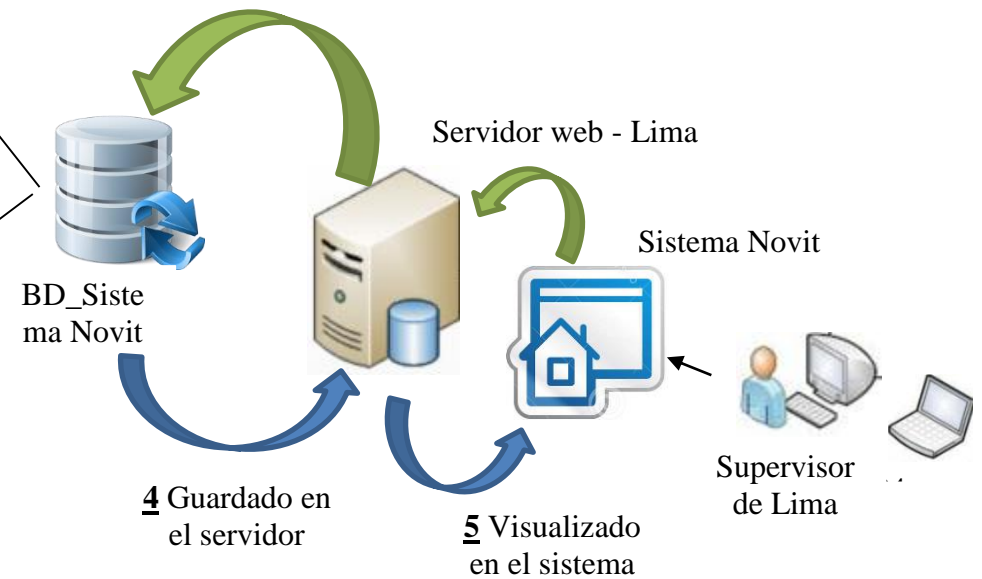 Servidor web - Lima
Sistema Novit
BD_Siste
ma Novit
Supervisor
de Lima
4 Guardado en
el servidor
5 Visualizado
en el sistema